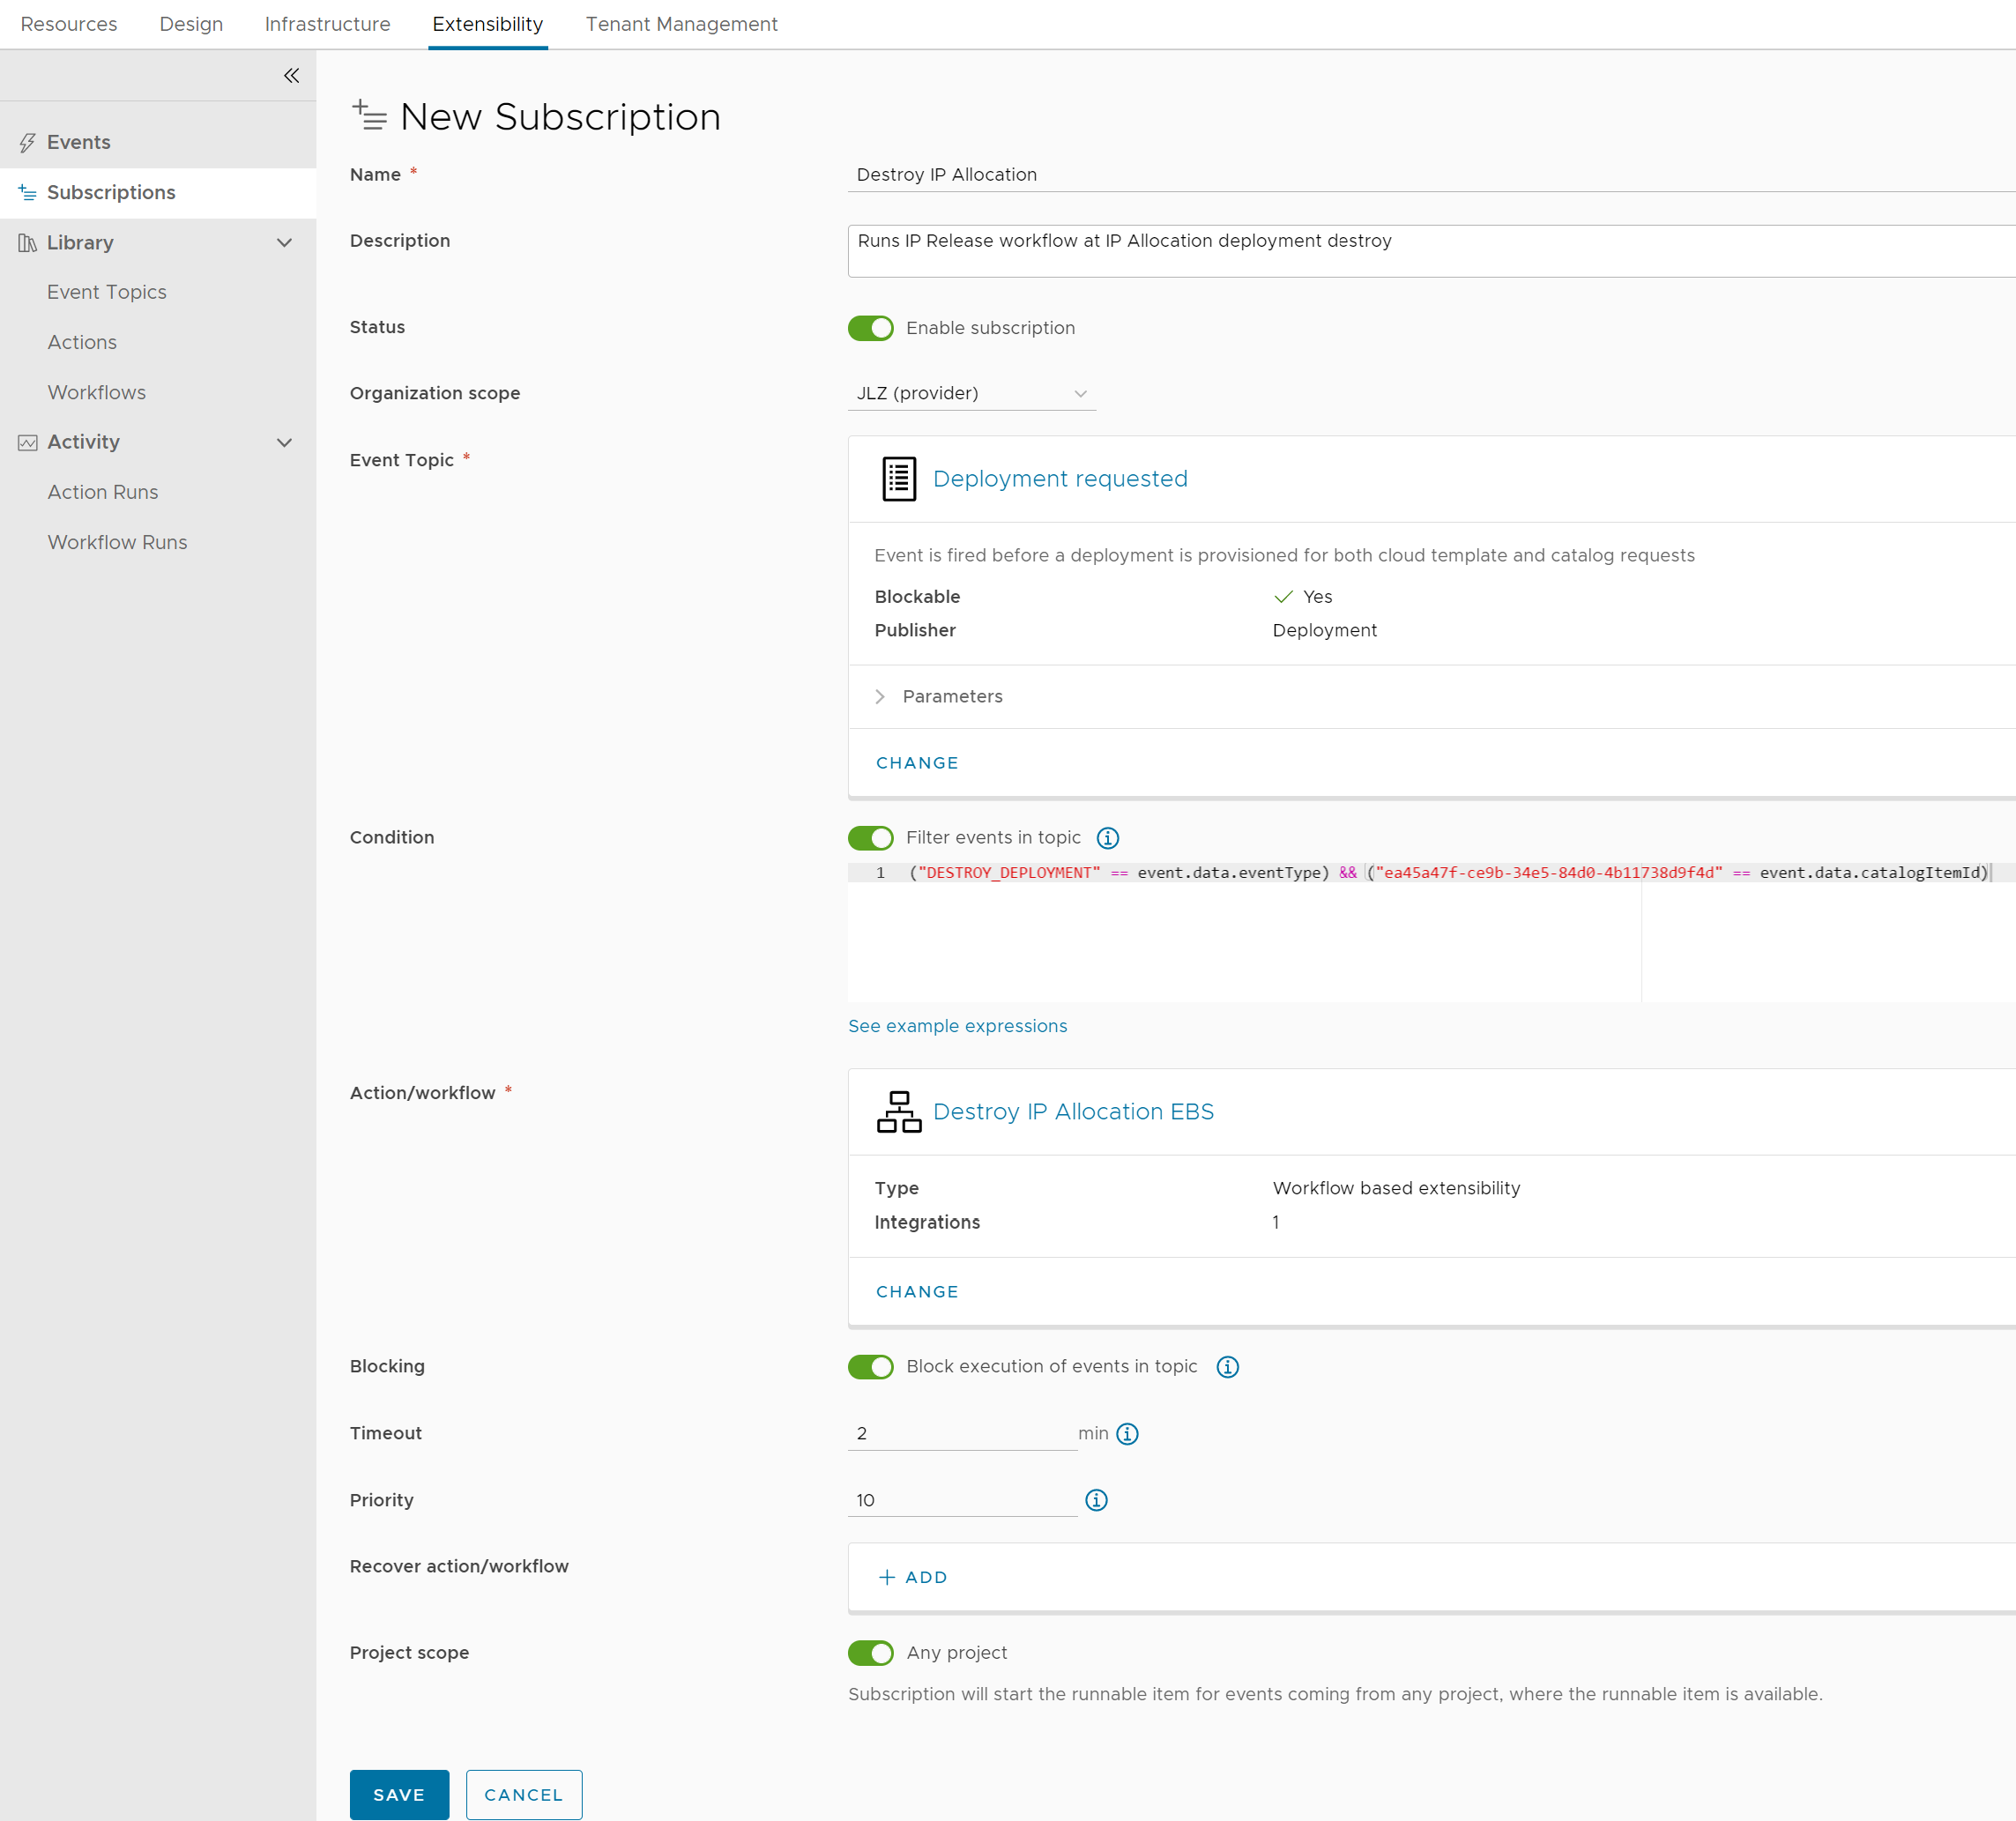 Resources Design Infrastructure Extensibility Tenant Management
Events
Subscriptions
Library
Event Topics
Actions
Workflows
Activity
Action Runs
Workflow Runs
New Subscription
Name *
Destroy IP Allocation
Description
Runs IP Release workflow at IP Allocation deployment destroy
Status
Enable subscription
Organization scope
JLZ (provider)
Event Topic *
Deployment requested
Event is fired before a deployment is provisioned for both cloud template and catalog requests
Blockable Yes
Publisher Deployment
Parameters
CHANGE
Condition
Filter events in topic
1 ("DESTROY_DEPLOYMENT" == event.data.eventType) && ("ea45a47f-ce9b-34e5-84d0-4b11738d9f4d" == event.data.catalogItemId)
See example expressions
Action/workflow *
Destroy IP Allocation EBS
Type Workflow based extensibility
Integrations 1
CHANGE
Blocking
Block execution of events in topic
Timeout
2 min
Priority
10
Recover action/workflow
+ ADD
Project scope
Any project
Subscription will start the runnable item for events coming from any project, where the runnable item is available.
SAVE CANCEL